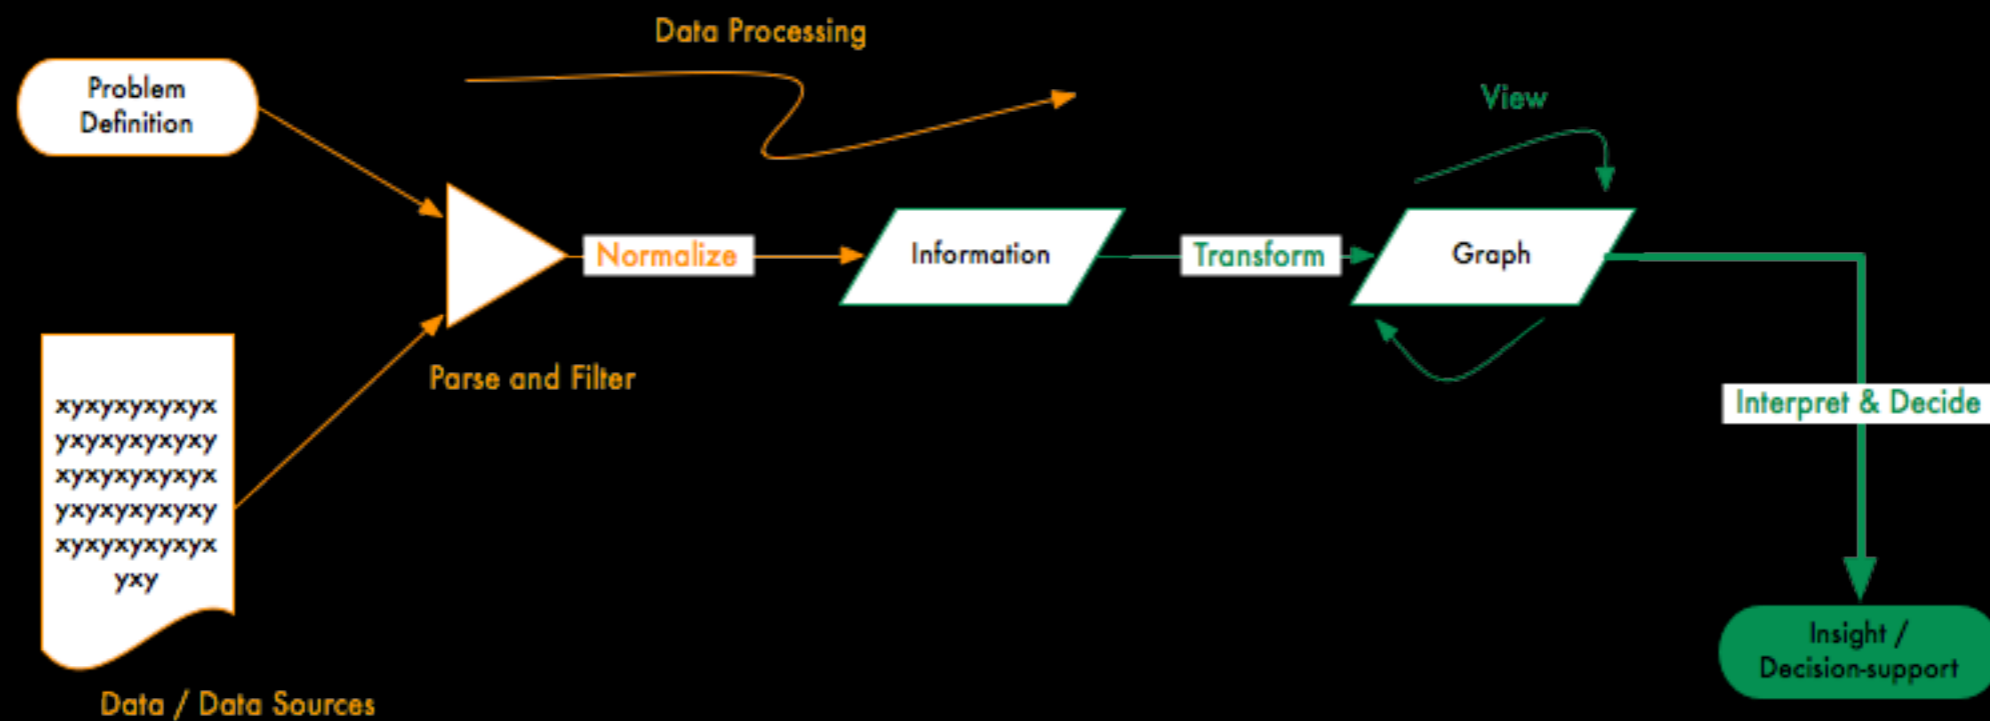 Data Processing
Problem
Definition
View
Normalize
Information
Transform
Graph
Parse and Filter
Interpret & Decide
xyxyxyxyxyx
yxyxyxyxyxy
xyxyxyxyxyx
yxyxyxyxyxy
xyxyxyxyxyx
yxy
Insight /
Decision-support
Data / Data Sources